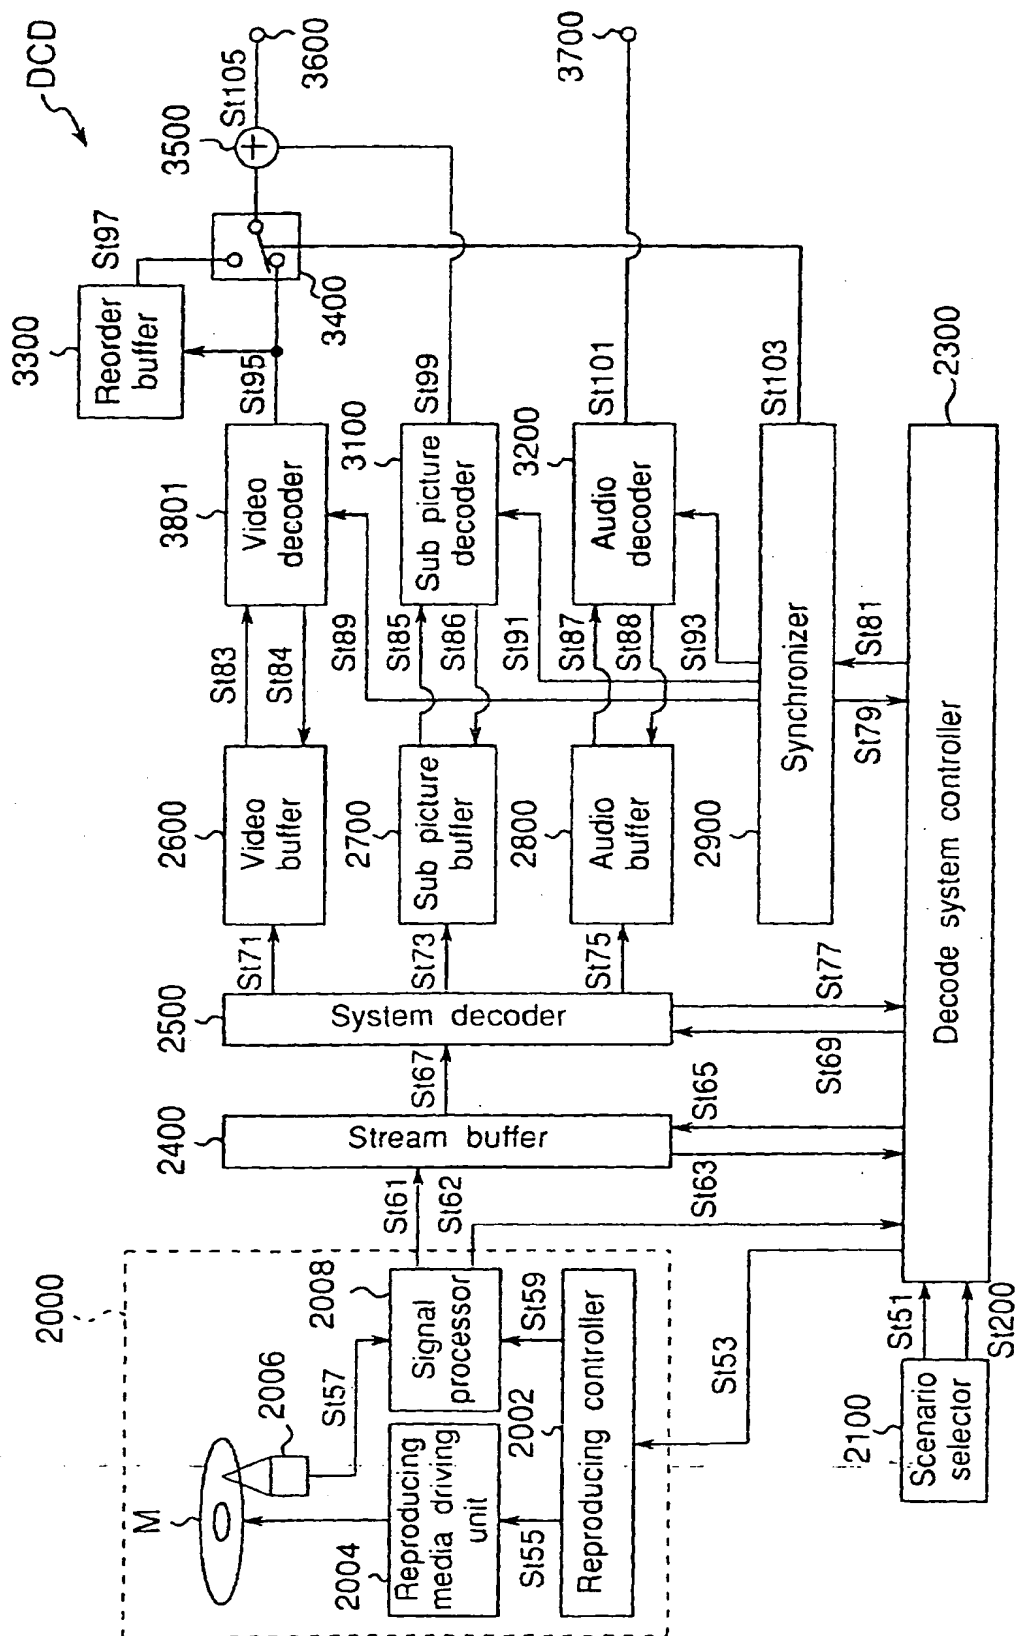 DCD
3300
Reorder
buffer
St97
3500
St105
3600
3400
3700
3801
Video
decoder
St95
3100
Sub picture
decoder
St99
3200
Audio
decoder
St101
St103
2300
St83
St84
St89
St85
St86
St91
St87
St88
St93
St81
St79
2600
Video
buffer
2700
Sub picture
buffer
2800
Audio
buffer
2900
Synchronizer
Decode system controller
St71
St73
St75
St77
St69
2500
System decoder
St67
St65
2400
Stream buffer
St63
St61
St62
2000
2008
Signal
processor
St59
St57
2006
M
2004
Reproducing
media driving
unit
2002
Reproducing controller
St55
St53
St51
St200
2100
Scenario
selector